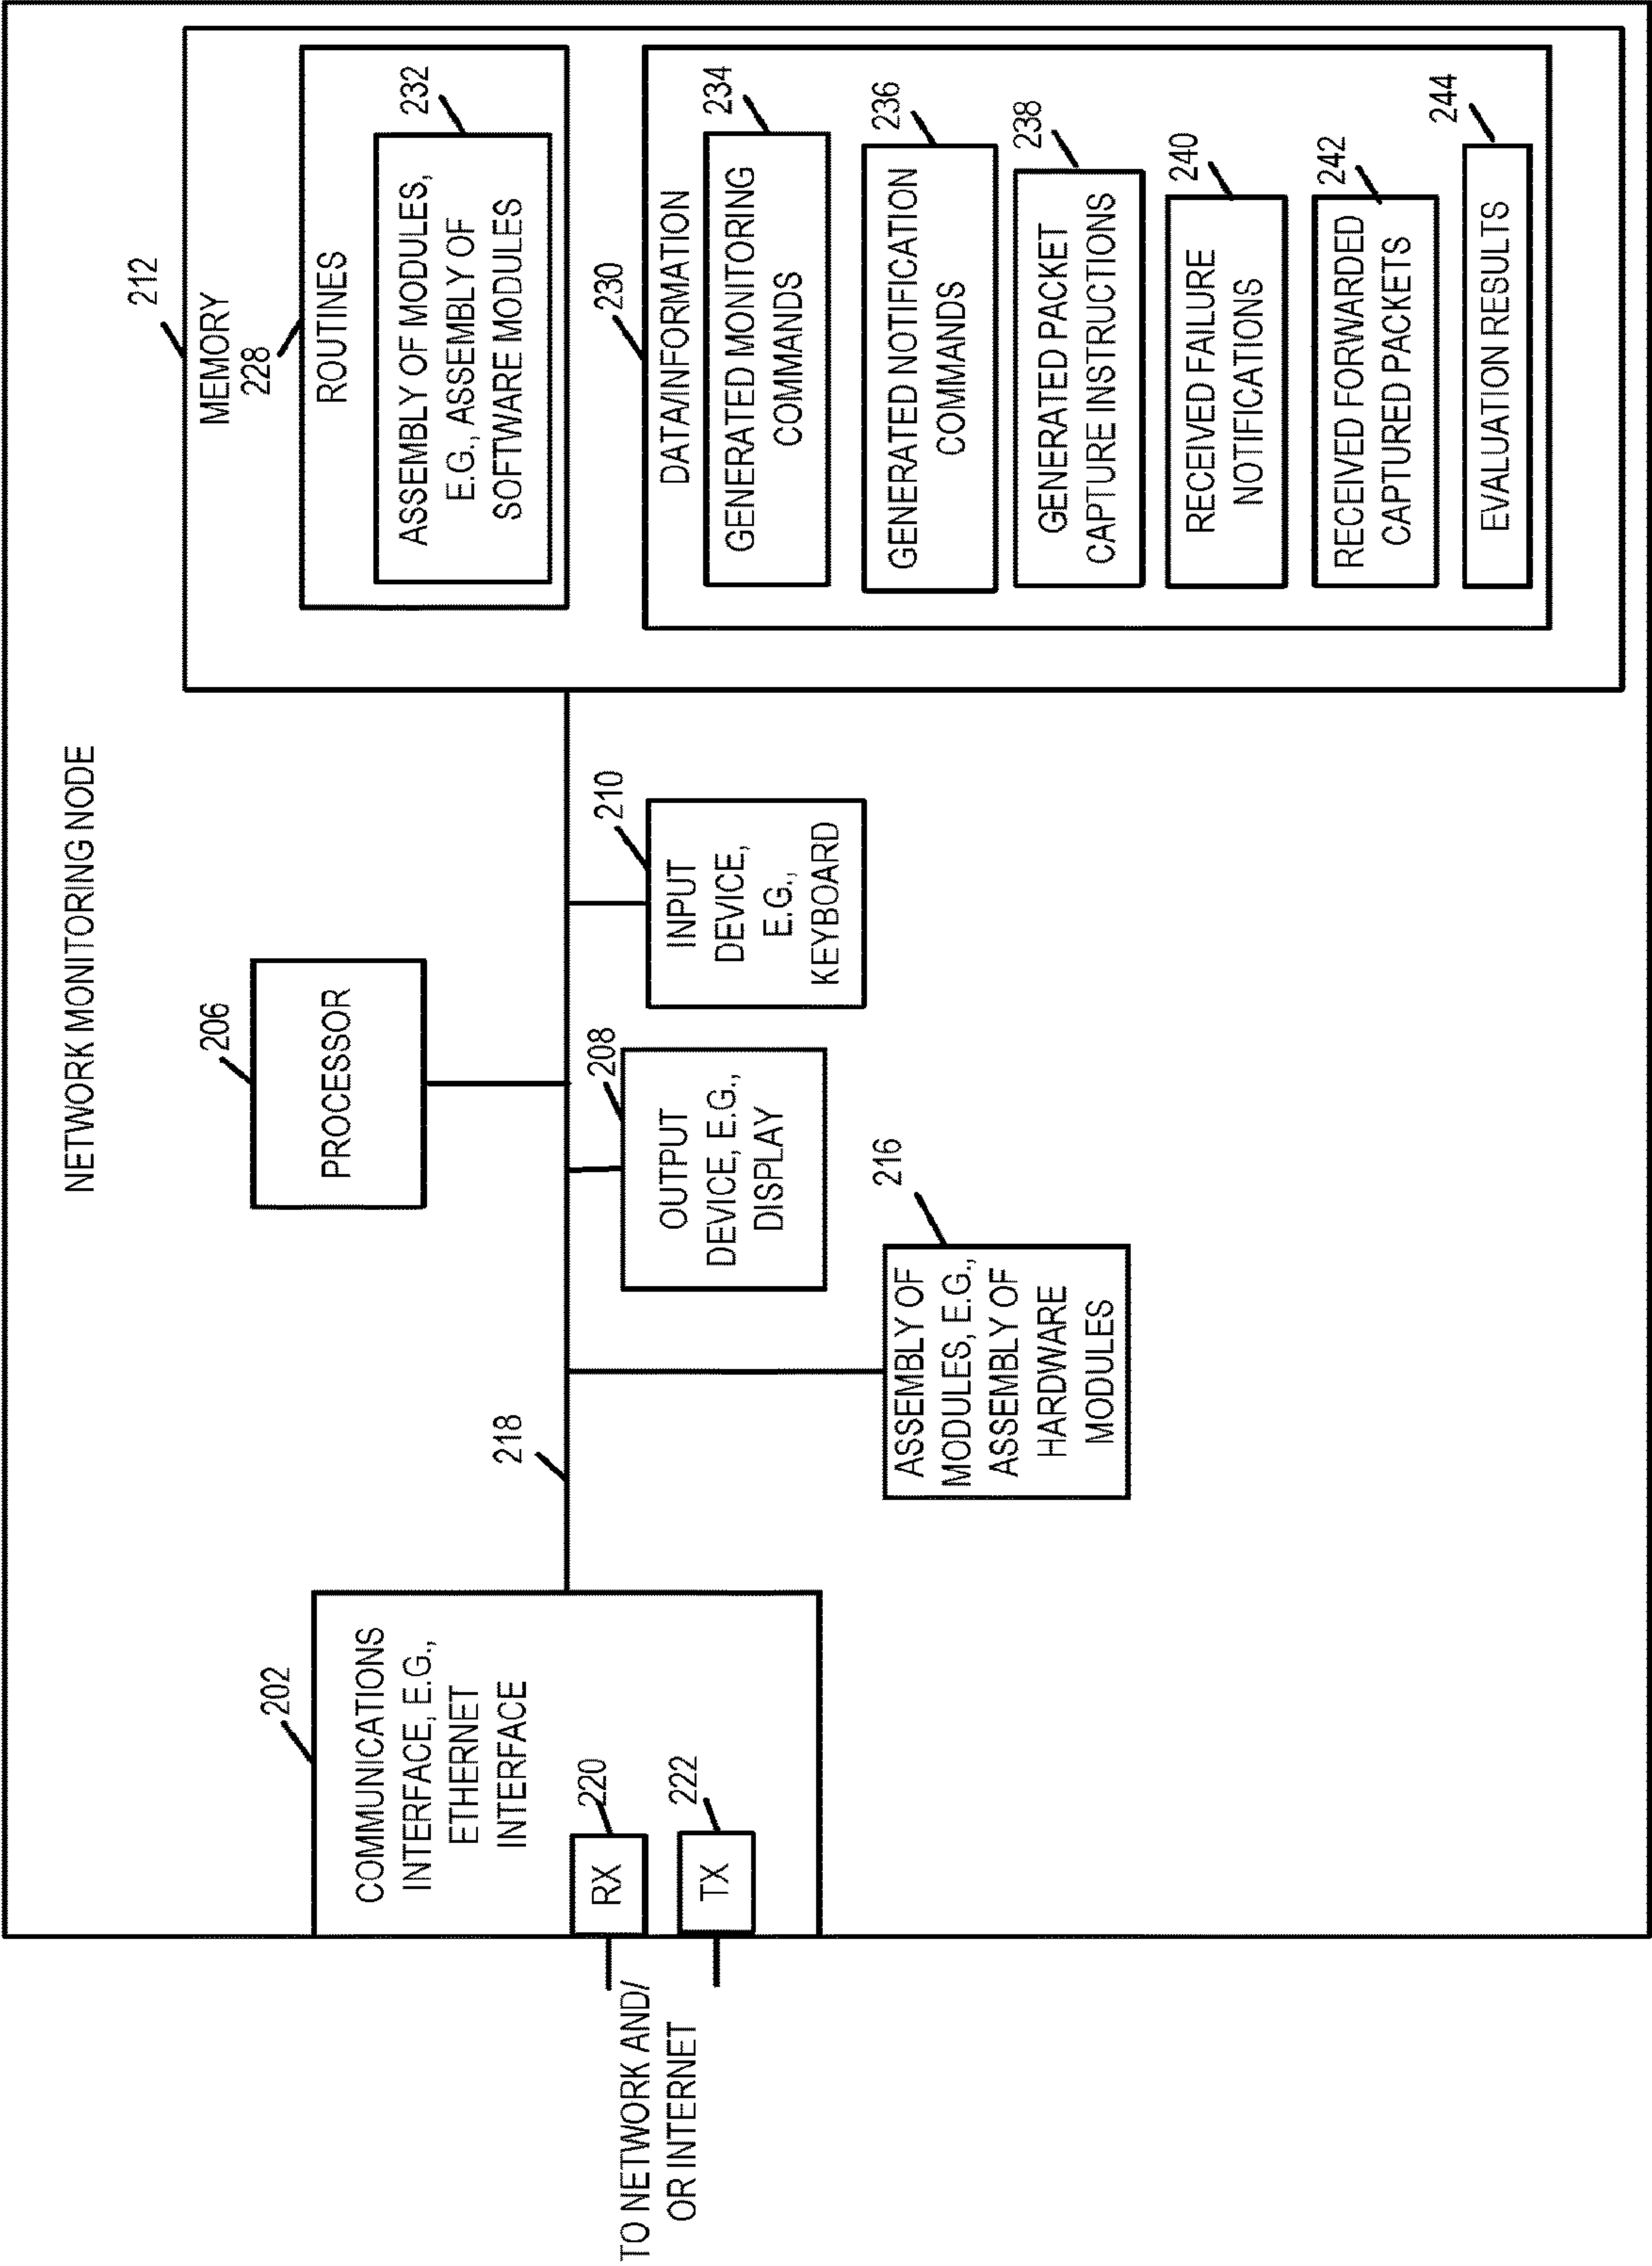 NETWORK MONITORING NODE
202
COMMUNICATIONS
INTERFACE, E.G.,
ETHERNET
INTERFACE
220
RX
222
TX
TO NETWORK AND/
OR INTERNET
218
206
PROCESSOR
208
OUTPUT
DEVICE, E.G.,
DISPLAY
210
INPUT
DEVICE,
E.G.,
KEYBOARD
216
ASSEMBLY OF
MODULES, E.G.,
ASSEMBLY OF
HARDWARE
MODULES
212
MEMORY
228
ROUTINES
232
ASSEMBLY OF MODULES,
E.G., ASSEMBLY OF
SOFTWARE MODULES
230
DATA/INFORMATION
234
GENERATED MONITORING
COMMANDS
236
GENERATED NOTIFICATION
COMMANDS
238
GENERATED PACKET
CAPTURE INSTRUCTIONS
240
RECEIVED FAILURE
NOTIFICATIONS
242
RECEIVED FORWARDED
CAPTURED PACKETS
244
EVALUATION RESULTS